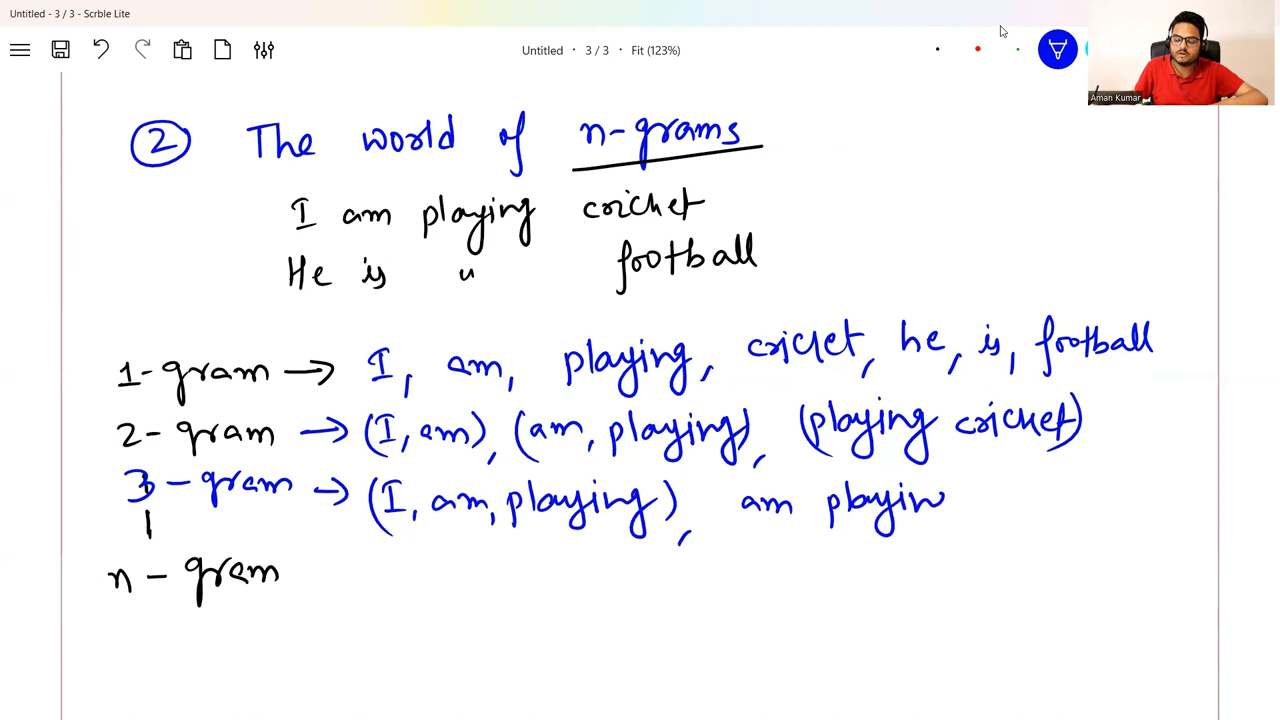 Untitled - 3 / 3 - Scrble Lite
Untitled • 3 / 3 • Fit (123%)
Aman Kumar
② The world of n-grams
I am playing cricket
He is " football
1-gram → I, am, playing, cricket, he, is, football
2-gram → (I, am), (am, playing), (playing cricket)
3-gram → (I, am, playing), am playin
n-gram